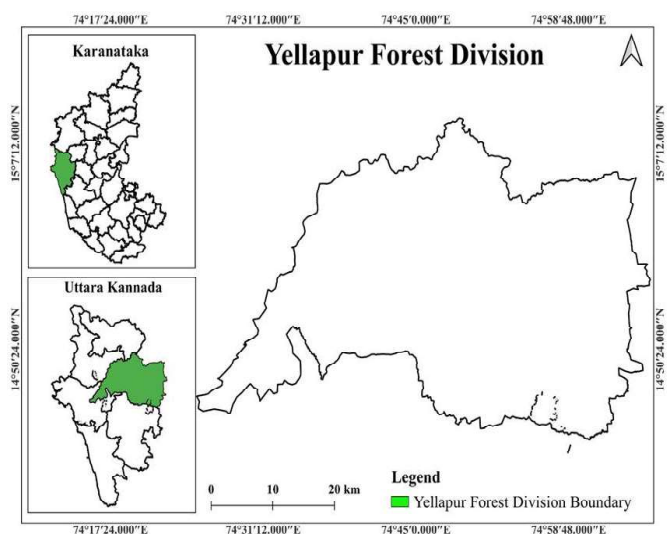 74°17'24.000"E 74°31'12.000"E 74°45'0.000"E 74°58'48.000"E
Karanataka
Yellapur Forest Division
15°7'12.000"N
15°7'12.000"N
Uttara Kannada
14°50'24.000"N
14°50'24.000"N
Legend
Yellapur Forest Division Boundary
0 10 20 km
74°17'24.000"E 74°31'12.000"E 74°45'0.000"E 74°58'48.000"E